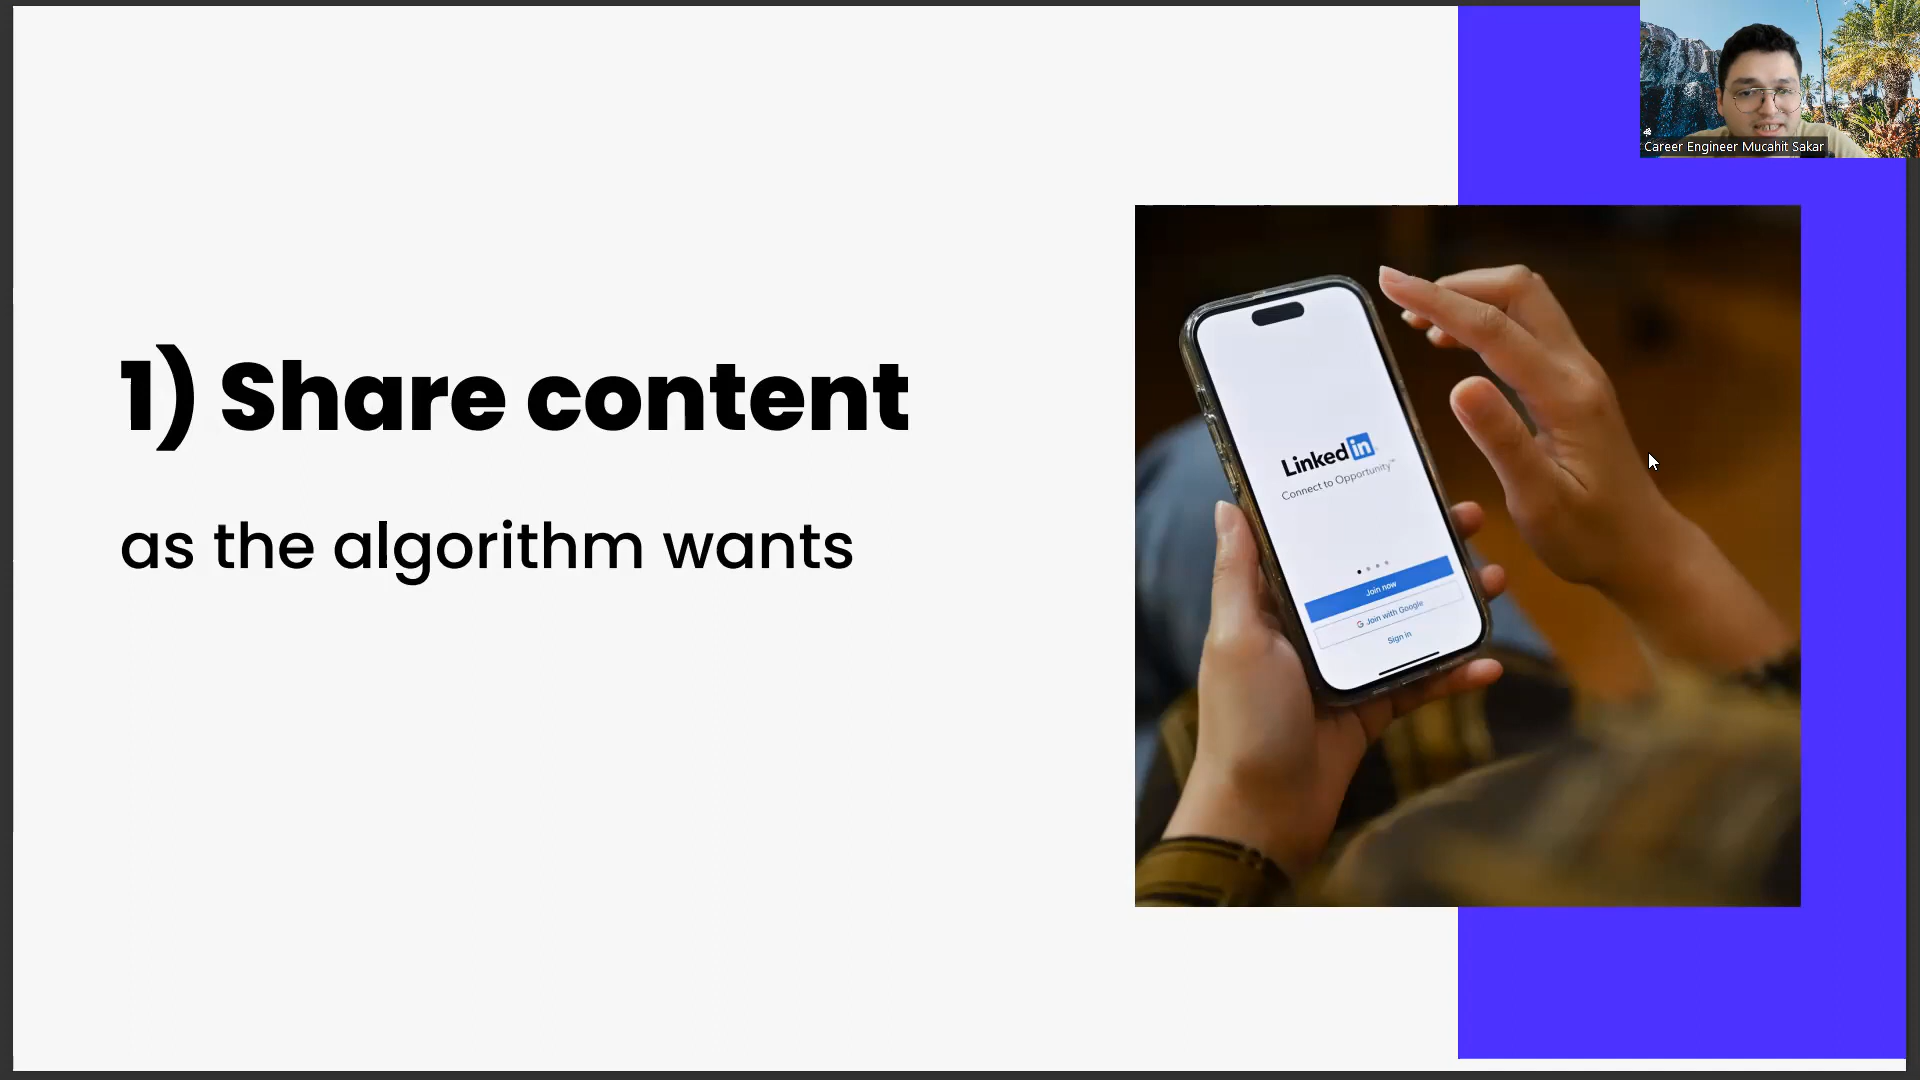 Career Engineer Mucahit Sakar
1) Share content
as the algorithm wants
Linked in
Connect to Opportunity™
Join now
G Join with Google
Sign in